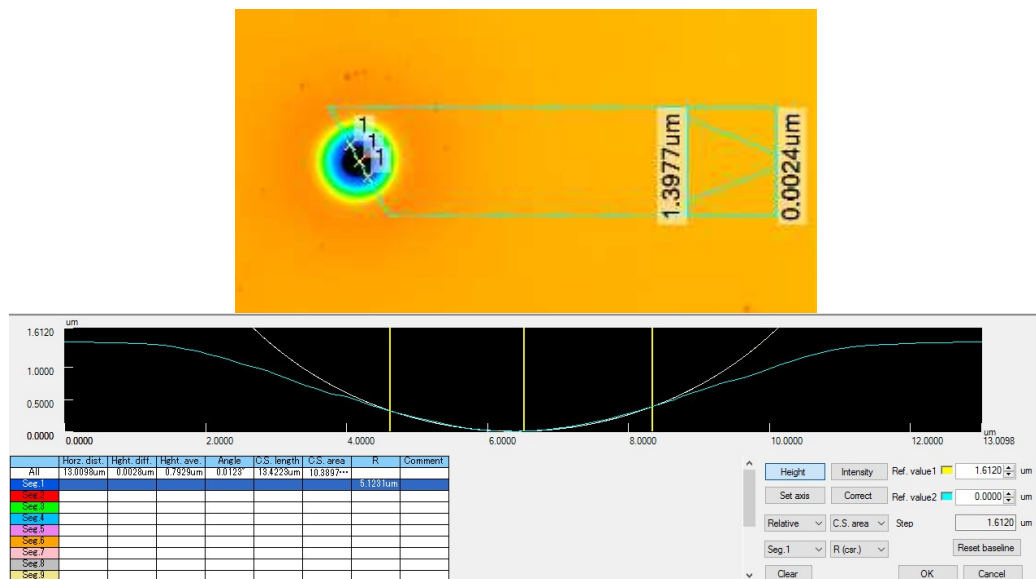 1
1
1
1.3977um
0.0024um
um
1.6120
1.0000
0.5000
0.0000
0.0000 2.0000 4.0000 6.0000 8.0000 10.0000 12.0000 13.0098
um
Horz. dist. Hght. diff. Hght. ave. Angle C.S. length C.S. area R Comment
All 13.0098um 0.0028um 0.7929um 0.0123° 13.4223um 10.3897···
Seg.1 5.1231um
Seg.2
Seg.3
Seg.4
Seg.5
Seg.6
Seg.7
Seg.8
Seg.9
Height Intensity Ref. value1 1.6120 um
Set axis Correct Ref. value2 0.0000 um
Relative C.S. area Step 1.6120 um
Seg.1 R (csr.) Reset baseline
Clear OK Cancel